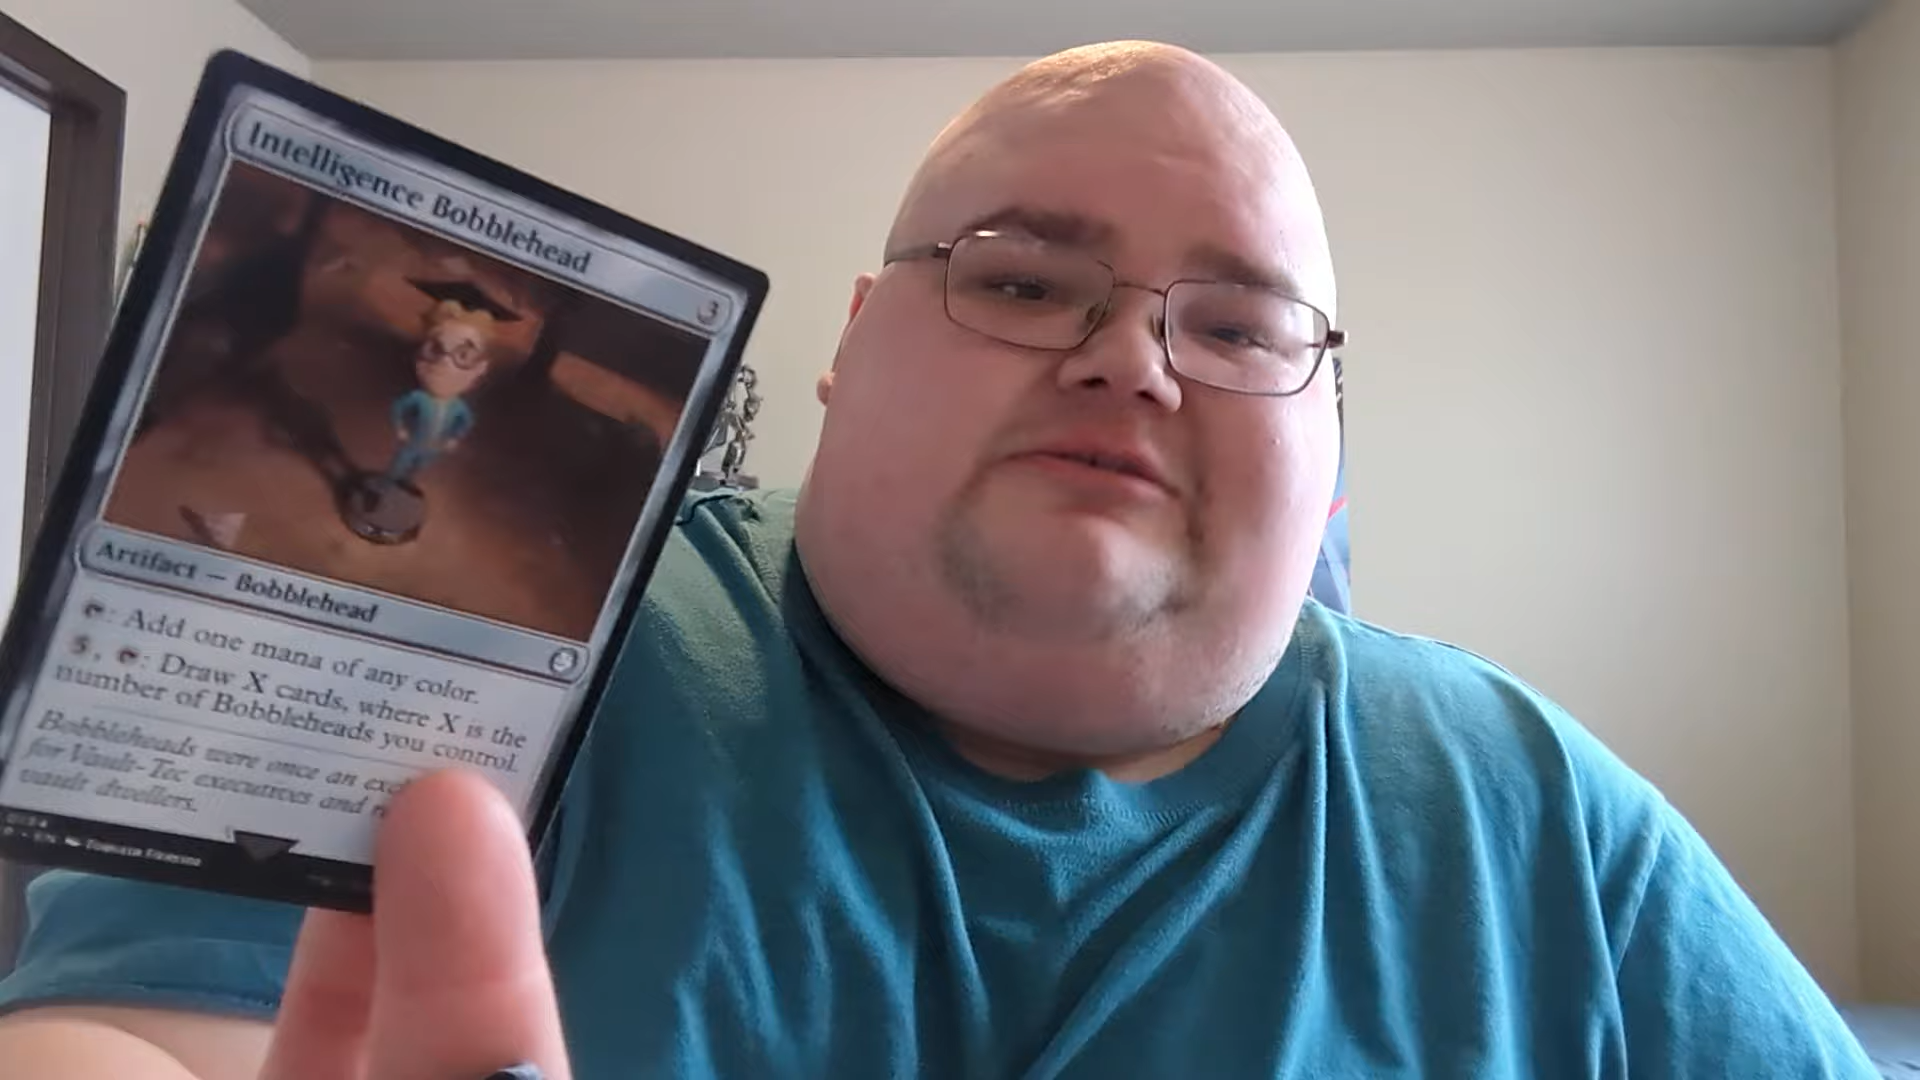 Intelligence Bobblehead
3
Artifact — Bobblehead
: Add one mana of any color.
5, : Draw X cards, where X is the
number of Bobbleheads you control.
Bobbleheads were once an
for Vault-Tec executives and
vault dwellers.